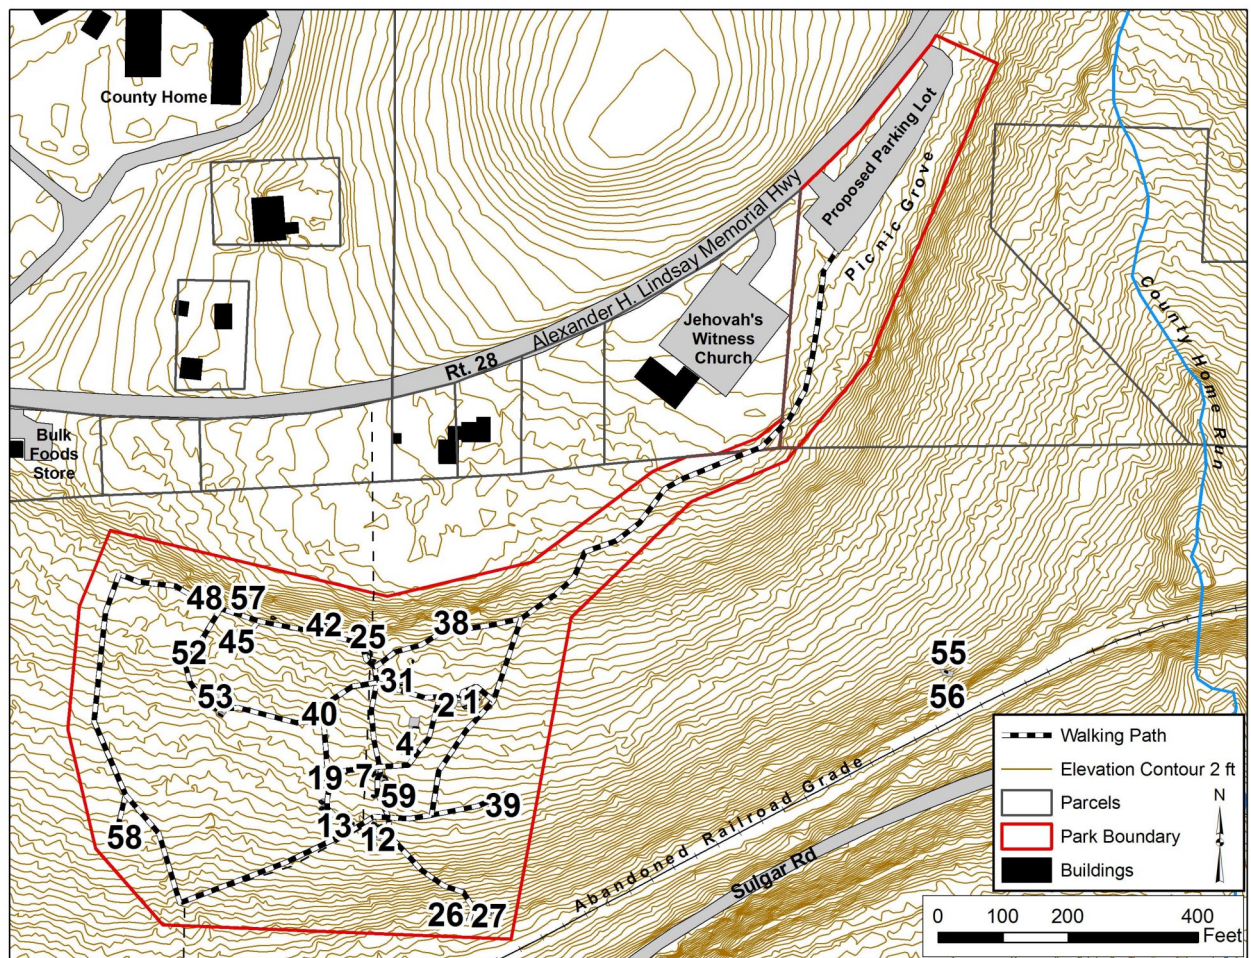 County Home
Proposed Parking Lot
Picnic Grove
Alexander H. Lindsay Memorial Hwy
Rt. 28
Jehovah's
Witness
Church
County Home Run
Bulk
Foods
Store
48
57
42
25
38
45
52
31
53
40
2
1
4
19
7
59
39
13
12
58
26
27
55
56
Abandoned Railroad Grade
Sulgar Rd
Walking Path
Elevation Contour 2 ft
Parcels
Park Boundary
Buildings
N
0 100 200 400
Feet